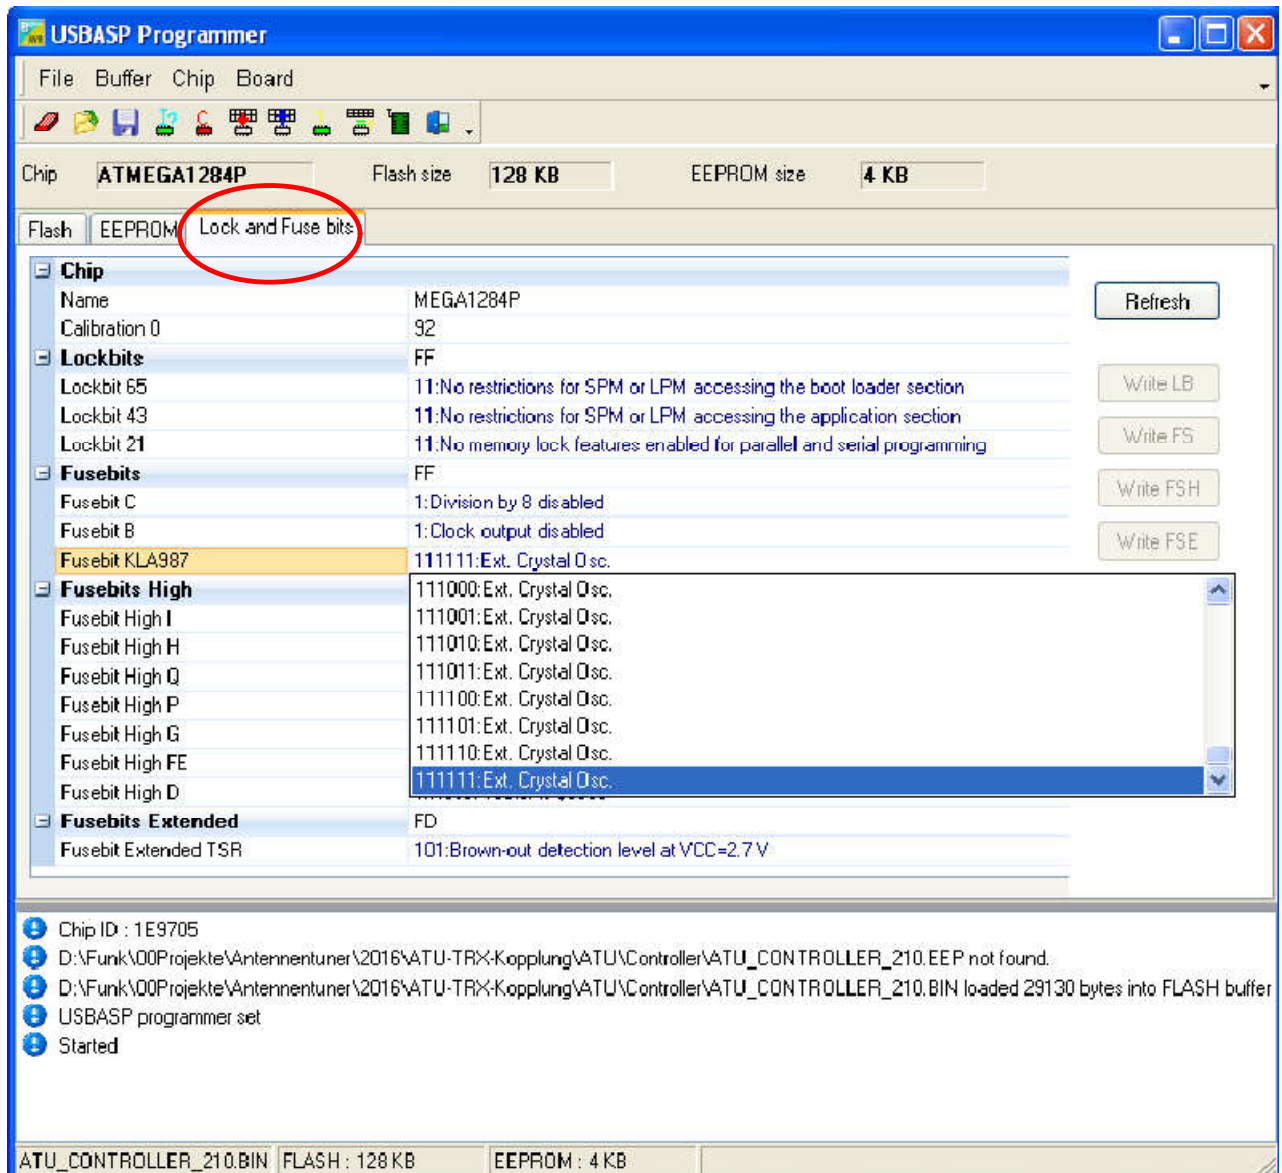 USBASP Programmer
File Buffer Chip Board
Chip ATMEGA1284P Flash size 128 KB EEPROM size 4 KB
Flash EEPROM Lock and Fuse bits
Chip
Name MEGA1284P
Refresh
Calibration 0 92
Lockbits FF
Lockbit 65 11:No restrictions for SPM or LPM accessing the boot loader section
Write LB
Lockbit 43 11:No restrictions for SPM or LPM accessing the application section
Lockbit 21 11:No memory lock features enabled for parallel and serial programming
Write FS
Fusebits FF
Fusebit C 1:Division by 8 disabled
Write FSH
Fusebit B 1:Clock output disabled
Write FSE
Fusebit KLA987 111111:Ext. Crystal Osc.
Fusebits High 111000:Ext. Crystal Osc.
Fusebit High I 111001:Ext. Crystal Osc.
Fusebit High H 111010:Ext. Crystal Osc.
Fusebit High Q 111011:Ext. Crystal Osc.
Fusebit High P 111100:Ext. Crystal Osc.
Fusebit High G 111101:Ext. Crystal Osc.
Fusebit High FE 111110:Ext. Crystal Osc.
Fusebit High D 111111:Ext. Crystal Osc.
Fusebits Extended FD
Fusebit Extended TSR 101:Brown-out detection level at VCC=2.7 V
Chip ID : 1E9705
D:\Funk\00Projekte\Antennentuner\2016\ATU-TRX-Kopplung\ATU\Controller\ATU_CONTROLLER_210.EEP not found.
D:\Funk\00Projekte\Antennentuner\2016\ATU-TRX-Kopplung\ATU\Controller\ATU_CONTROLLER_210.BIN loaded 29130 bytes into FLASH buffer
USBASP programmer set
Started
ATU_CONTROLLER_210.BIN FLASH : 128 KB EEPROM : 4 KB